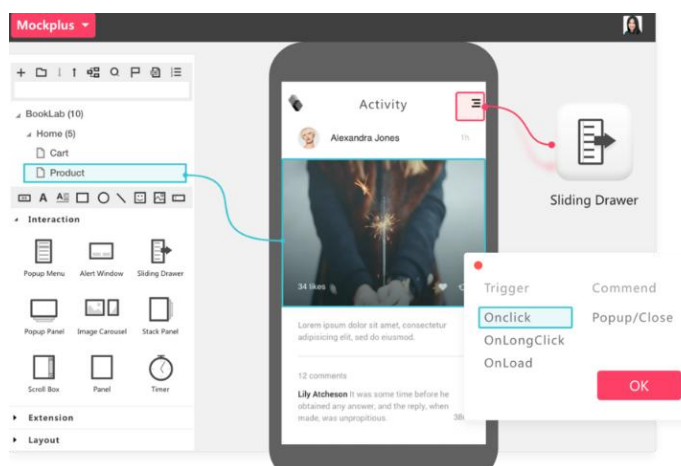 Mockplus
BookLab (10)
Home (5)
Cart
Product
A
Interaction
Popup Menu
Alert Window
Sliding Drawer
Popup Panel
Image Carousel
Stack Panel
Scroll Box
Panel
Timer
Extension
Layout
Activity
Alexandra Jones
1h
34 likes
Lorem ipsum dolor sit amet, consectetur
adipisicing elit, sed do eiusmod.
12 comments
Lily Atcheson It was some time before he
obtained any answer, and the reply, when
made, was unpropitious.
Sliding Drawer
Trigger
Commend
Onclick
Popup/Close
OnLongClick
OnLoad
OK